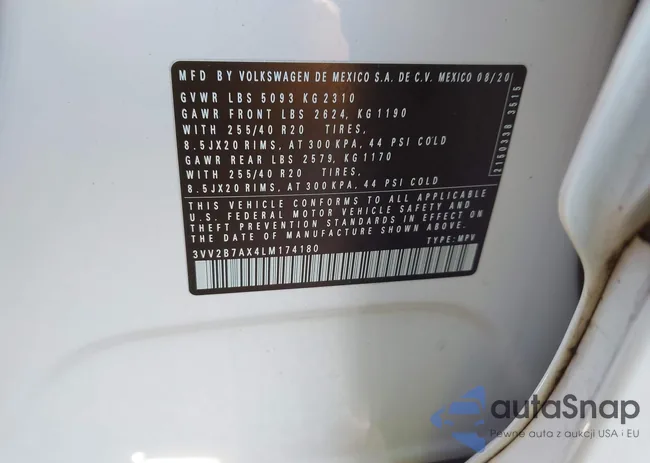 MFD BY VOLKSWAGEN DE MEXICO S.A. DE C.V. MEXICO 08/20
GVWR LBS 5093 KG 2310
GAWR FRONT LBS 2624, KG 1190
WITH 255/40 R20 TIRES,
8.5JX20 RIMS, AT 300 KPA, 44 PSI COLD
GAWR REAR LBS 2579, KG 1170
WITH 255/40 R20 TIRES,
8.5JX20 RIMS, AT 300 KPA, 44 PSI COLD
THIS VEHICLE CONFORMS TO ALL APPLICABLE
U.S. FEDERAL MOTOR VEHICLE SAFETY AND
THEFT PREVENTION STANDARDS IN EFFECT ON
THE DATE OF MANUFACTURE SHOWN ABOVE
3VV2B7AX4LM174180
TYPE: MPV
2150338 3515
autaSnap
Pewne auta z aukcji USA i EU